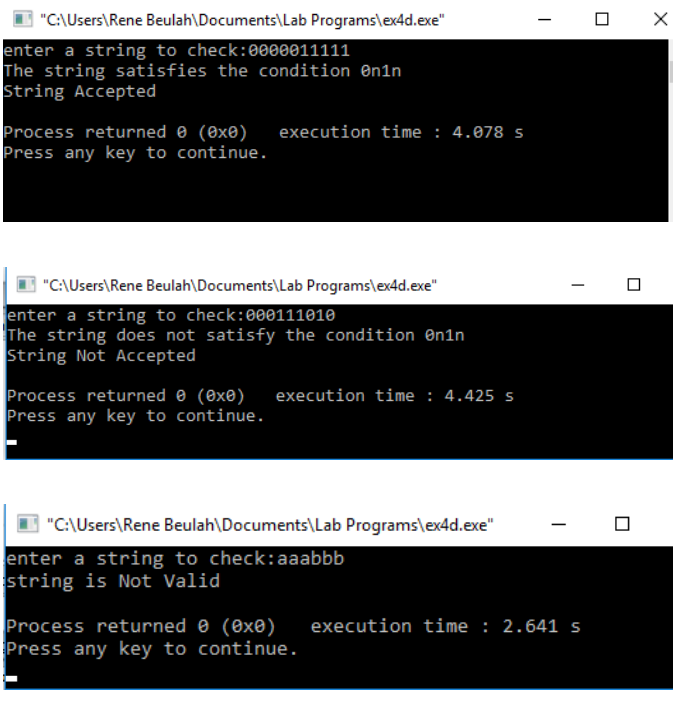 "C:\Users\Rene Beulah\Documents\Lab Programs\ex4d.exe"
enter a string to check:0000011111
The string satisfies the condition 0n1n
String Accepted
Process returned 0 (0x0)   execution time : 4.078 s
Press any key to continue.
"C:\Users\Rene Beulah\Documents\Lab Programs\ex4d.exe"
enter a string to check:000111010
The string does not satisfy the condition 0n1n
String Not Accepted
Process returned 0 (0x0)   execution time : 4.425 s
Press any key to continue.
"C:\Users\Rene Beulah\Documents\Lab Programs\ex4d.exe"
enter a string to check:aaabbb
string is Not Valid
Process returned 0 (0x0)   execution time : 2.641 s
Press any key to continue.